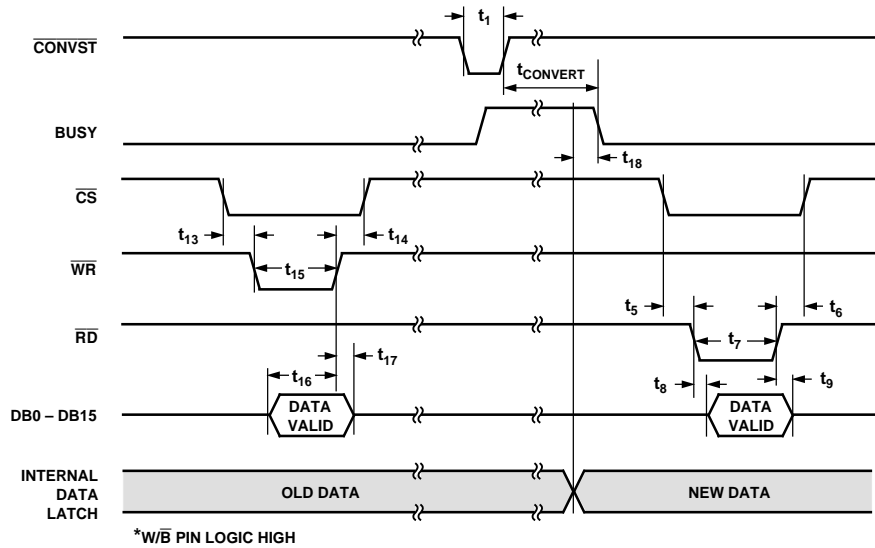 t1
CONVST
tCONVERT
BUSY
t18
CS
t13
t14
WR
t15
t5
t6
RD
t7
t17
t16
t8
t9
DB0 – DB15
DATA
VALID
DATA
VALID
INTERNAL
DATA
LATCH
OLD DATA
NEW DATA
*W/B̅ PIN LOGIC HIGH